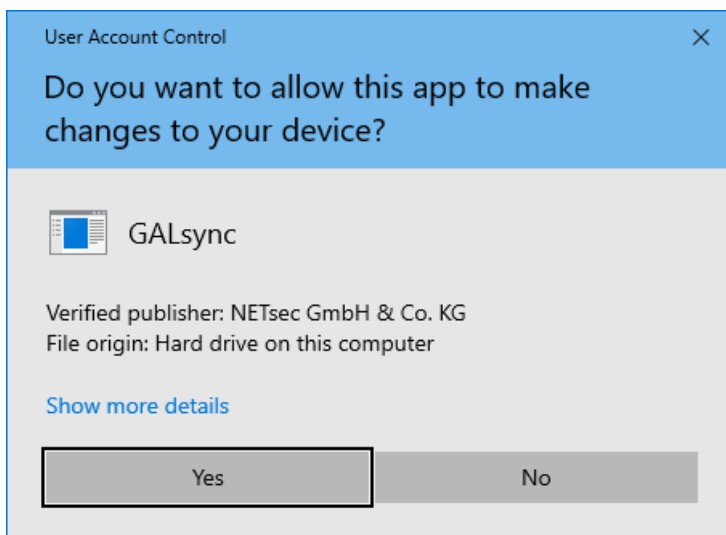 User Account Control
Do you want to allow this app to make
changes to your device?
GALsync
Verified publisher: NETsec GmbH & Co. KG
File origin: Hard drive on this computer
Show more details
Yes
No